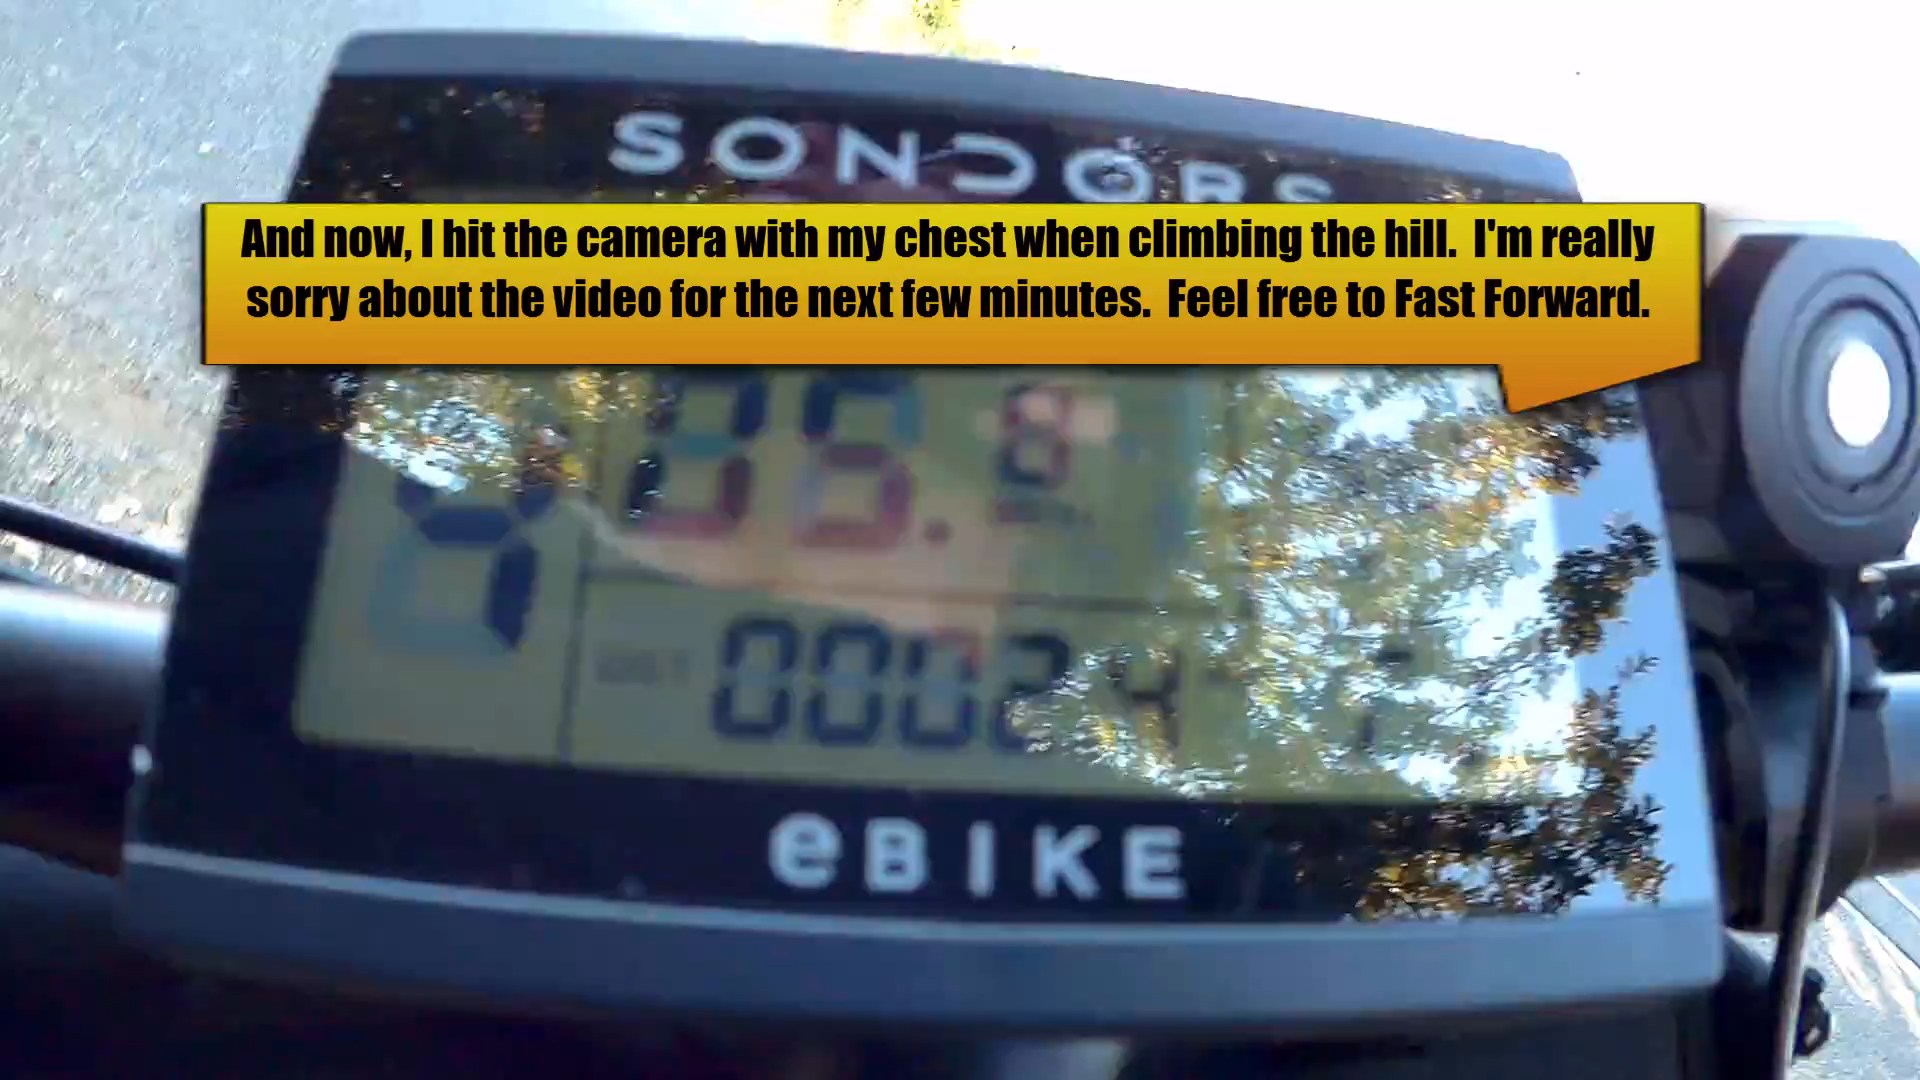 SONDORS
And now, I hit the camera with my chest when climbing the hill.  I'm really
sorry about the video for the next few minutes.  Feel free to Fast Forward.
4
eBIKE